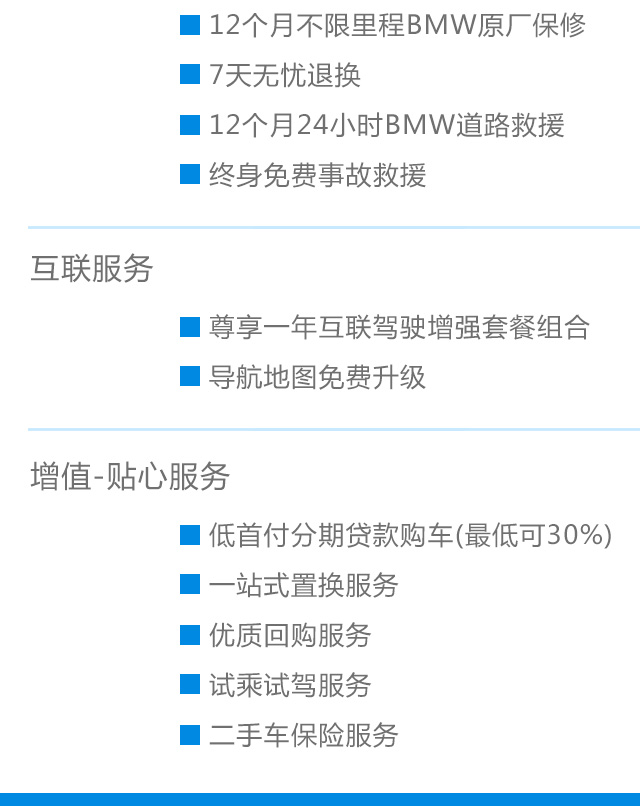 12个月不限里程BMW原厂保修
7天无忧退换
12个月24小时BMW道路救援
终身免费事故救援
互联服务
尊享一年互联驾驶增强套餐组合
导航地图免费升级
增值-贴心服务
低首付分期贷款购车(最低可30%)
一站式置换服务
优质回购服务
试乘试驾服务
二手车保险服务